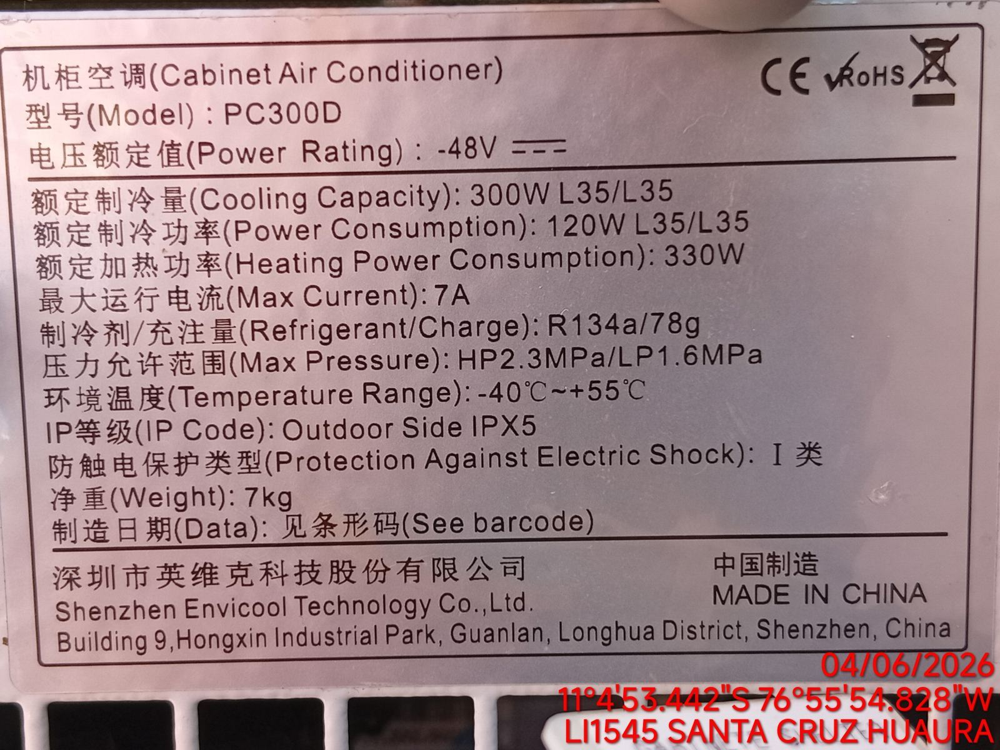 机柜空调(Cabinet Air Conditioner)
CE RoHS
型号(Model) : PC300D
电压额定值(Power Rating) : -48V
额定制冷量(Cooling Capacity): 300W L35/L35
额定制冷功率(Power Consumption): 120W L35/L35
额定加热功率(Heating Power Consumption): 330W
最大运行电流(Max Current): 7A
制冷剂/充注量(Refrigerant/Charge): R134a/78g
压力允许范围(Max Pressure): HP2.3MPa/LP1.6MPa
环境温度(Temperature Range): -40℃~+55℃
IP等级(IP Code): Outdoor Side IPX5
防触电保护类型(Protection Against Electric Shock): I 类
净重(Weight): 7kg
制造日期(Data): 见条形码(See barcode)
深圳市英维克科技股份有限公司
Shenzhen Envicool Technology Co.,Ltd.
中国制造
MADE IN CHINA
Building 9,Hongxin Industrial Park, Guanlan, Longhua District, Shenzhen, China
04/06/2026
11°4'53.442"S 76°55'54.828"W
LI1545 SANTA CRUZ HUAURA